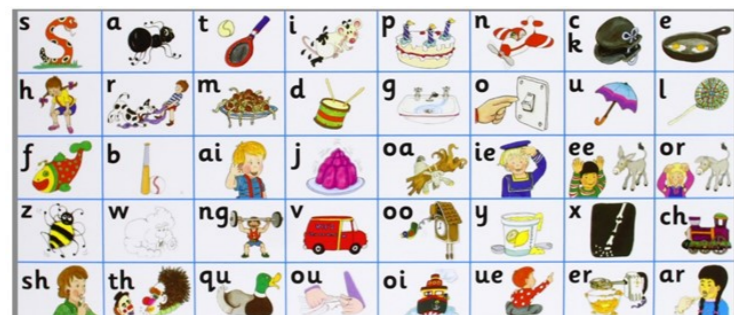 s a t i p n c k e
h r m d g o u l
f b ai j oa ie ee or
z w ng v oo y x ch
sh th qu ou oi ue er ar